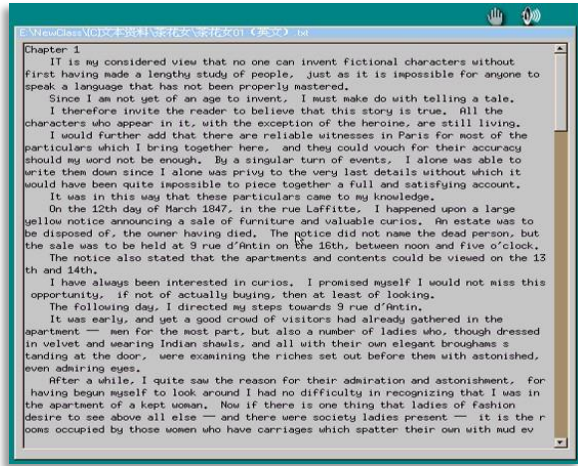 E:\NewClass\[C]文本资料\茶花女\茶花女01（英文）.txt
Chapter 1
IT is my considered view that no one can invent fictional characters without
first having made a lengthy study of people, just as it is impossible for anyone to
speak a language that has not been properly mastered.
Since I am not yet of an age to invent, I must make do with telling a tale.
I therefore invite the reader to believe that this story is true. All the
characters who appear in it, with the exception of the heroine, are still living.
I would further add that there are reliable witnesses in Paris for most of the
particulars which I bring together here, and they could vouch for their accuracy
should my word not be enough. By a singular turn of events, I alone was able to
write them down since I alone was privy to the very last details without which it
would have been quite impossible to piece together a full and satisfying account.
It was in this way that these particulars came to my knowledge.
On the 12th day of March 1847, in the rue Laffitte, I happened upon a large
yellow notice announcing a sale of furniture and valuable curios. An estate was to
be disposed of, the owner having died. The notice did not name the dead person, but
the sale was to be held at 9 rue d'Antin on the 16th, between noon and five o'clock.
The notice also stated that the apartments and contents could be viewed on the 13
th and 14th.
I have always been interested in curios. I promised myself I would not miss this
opportunity, if not of actually buying, then at least of looking.
The following day, I directed my steps towards 9 rue d'Antin.
It was early, and yet a good crowd of visitors had already gathered in the
apartment — men for the most part, but also a number of ladies who, though dressed
in velvet and wearing Indian shawls, and all with their own elegant broughams s
tanding at the door, were examining the riches set out before them with astonished,
even admiring eyes.
After a while, I quite saw the reason for their admiration and astonishment, for
having begun myself to look around I had no difficulty in recognizing that I was in
the apartment of a kept woman. Now if there is one thing that ladies of fashion
desire to see above all else — and there were society ladies present — it is the r
ooms occupied by those women who have carriages which spatter their own with mud ev